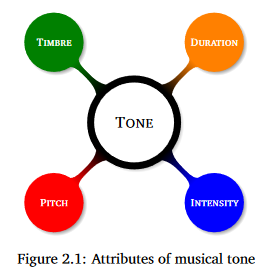 Timbre
Duration
Tone
Pitch
Intensity
Figure 2.1: Attributes of musical tone